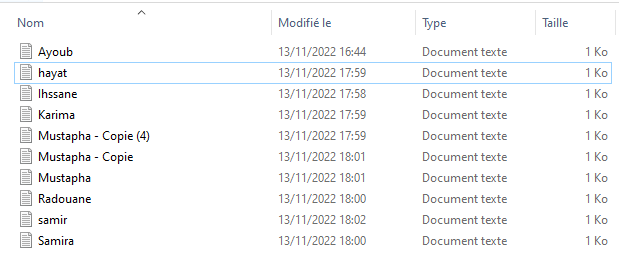 Nom Modifié le Type Taille
Ayoub 13/11/2022 16:44 Document texte 1 Ko
hayat 13/11/2022 17:59 Document texte 1 Ko
Ihssane 13/11/2022 17:58 Document texte 1 Ko
Karima 13/11/2022 17:59 Document texte 1 Ko
Mustapha - Copie (4) 13/11/2022 17:59 Document texte 1 Ko
Mustapha - Copie 13/11/2022 18:01 Document texte 1 Ko
Mustapha 13/11/2022 18:01 Document texte 1 Ko
Radouane 13/11/2022 18:00 Document texte 1 Ko
samir 13/11/2022 18:02 Document texte 1 Ko
Samira 13/11/2022 18:00 Document texte 1 Ko